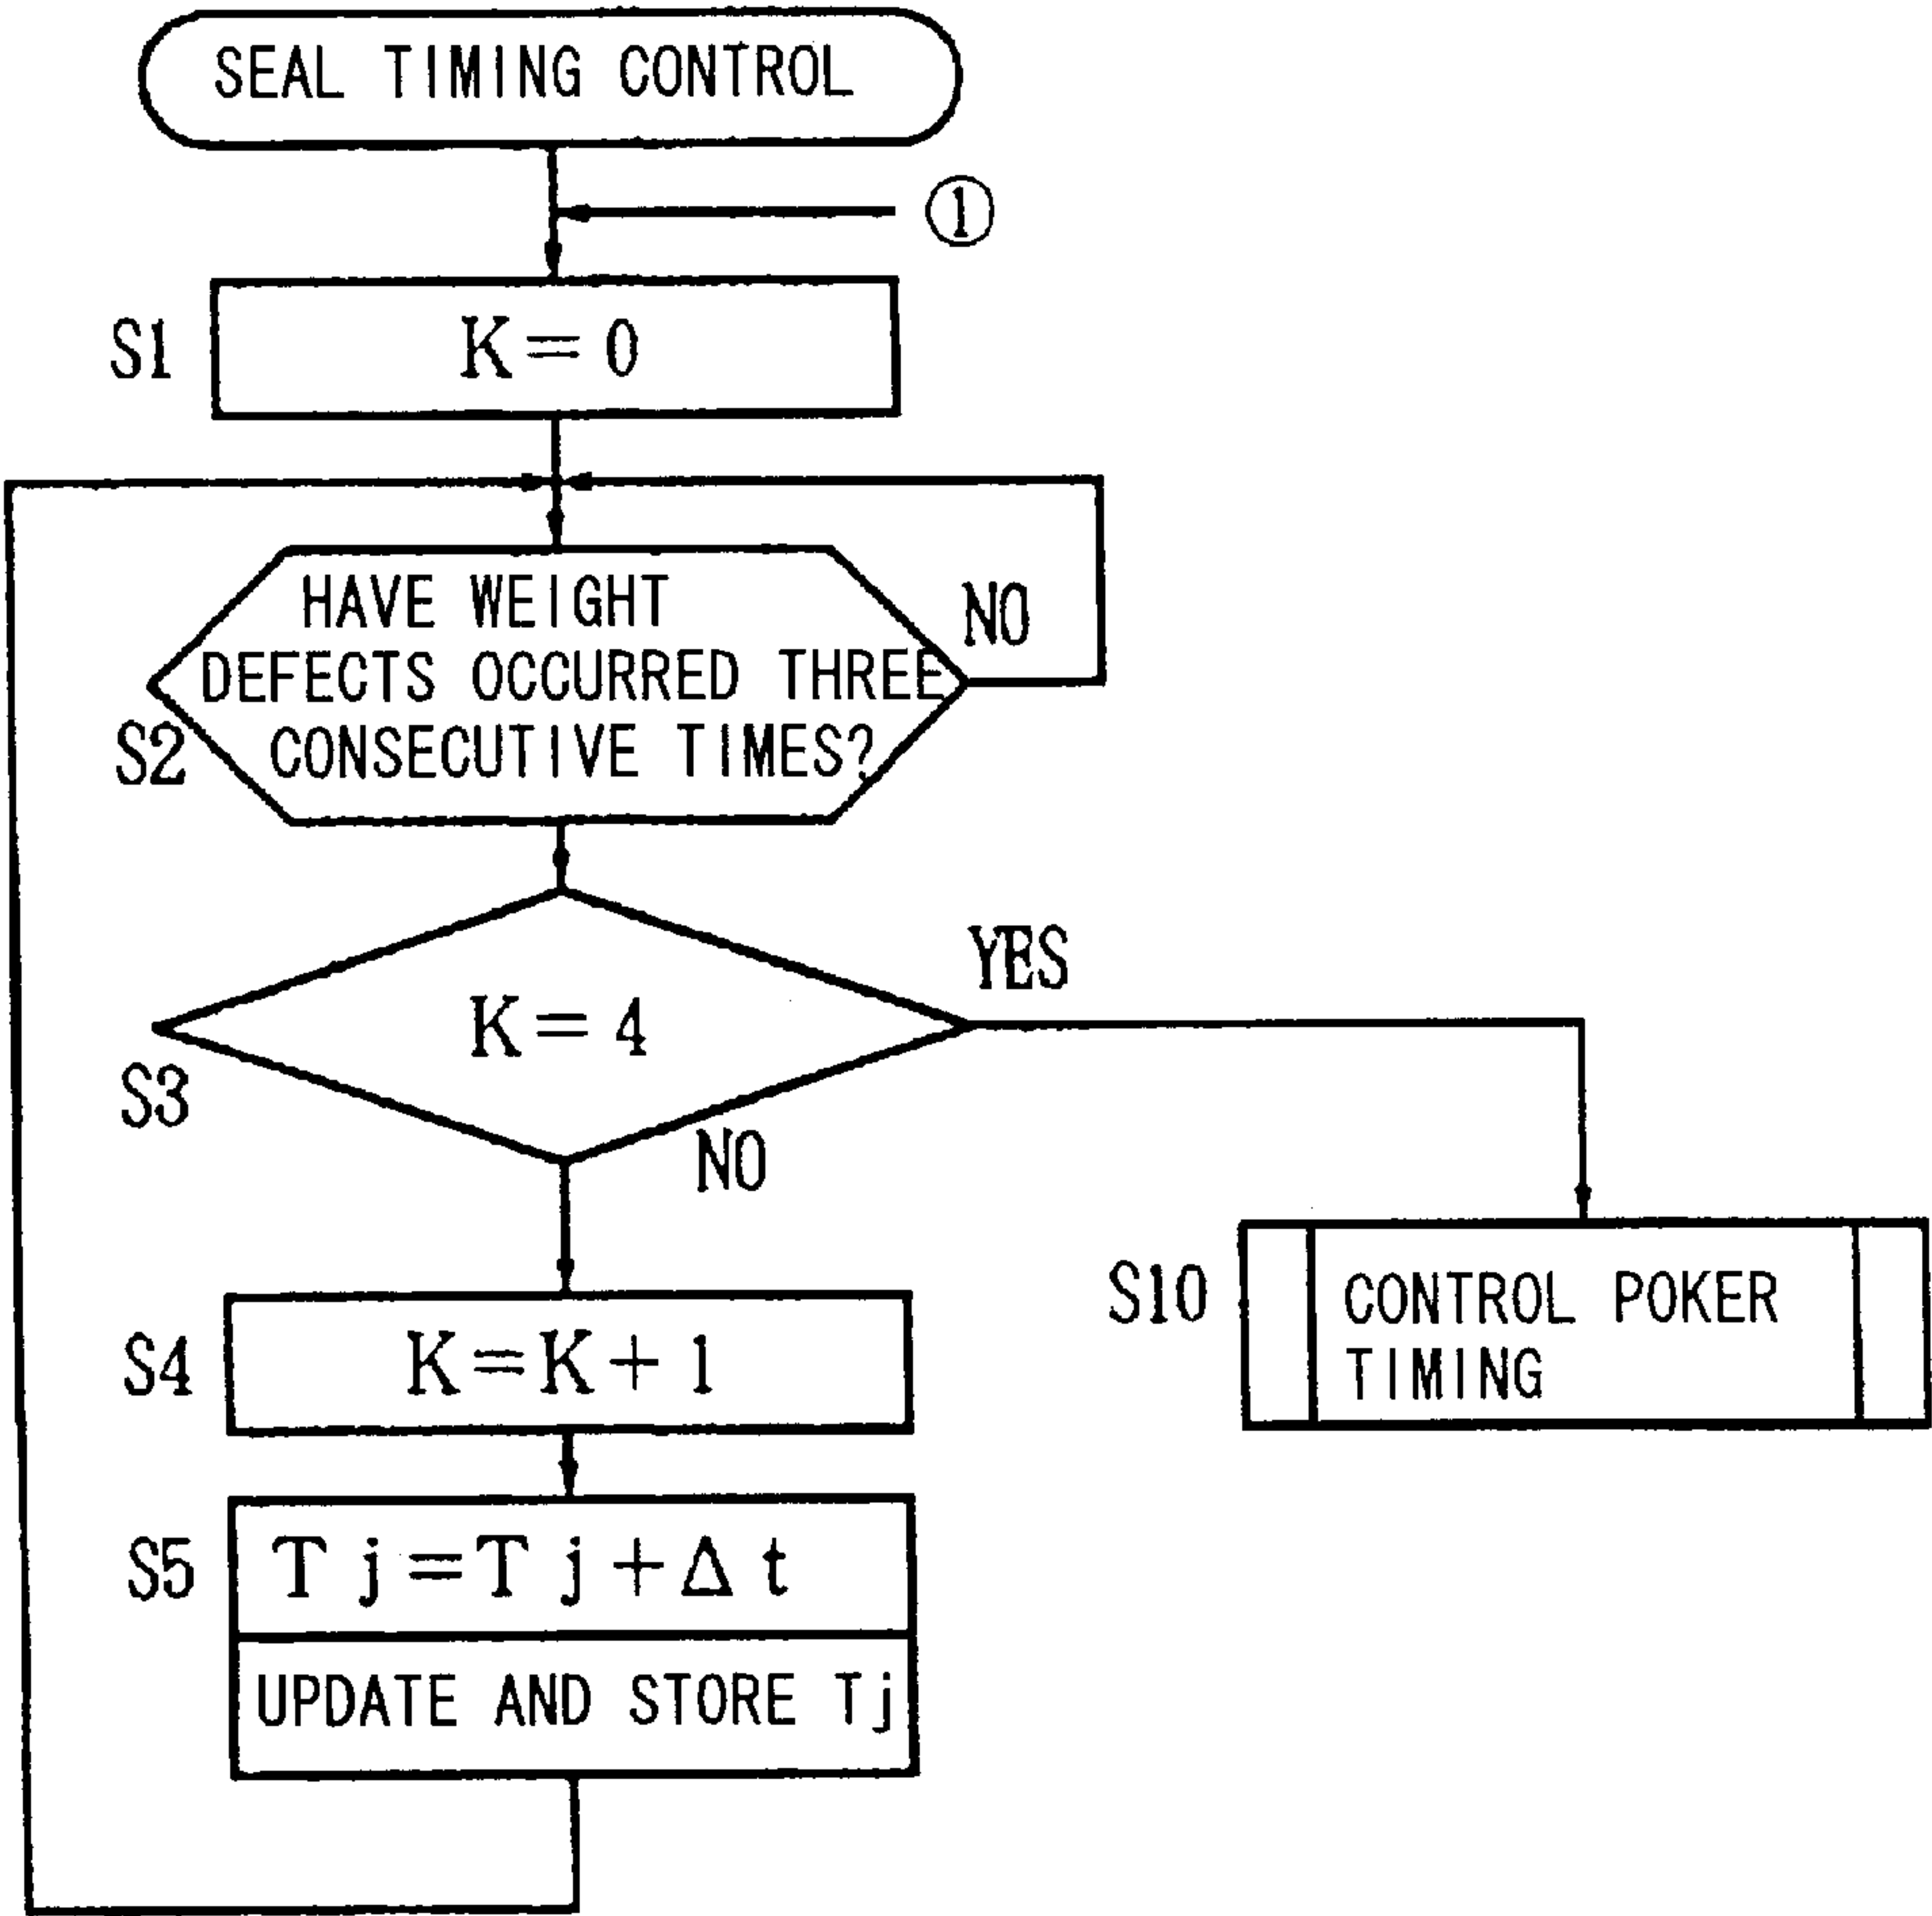 SEAL TIMING CONTROL
①
S1
K=0
HAVE WEIGHT
DEFECTS OCCURRED THREE
CONSECUTIVE TIMES?
NO
S2
K=4
YES
S3
NO
S4
K=K+1
S10
CONTROL POKER
TIMING
S5
Tj=Tj+Δt
UPDATE AND STORE Tj